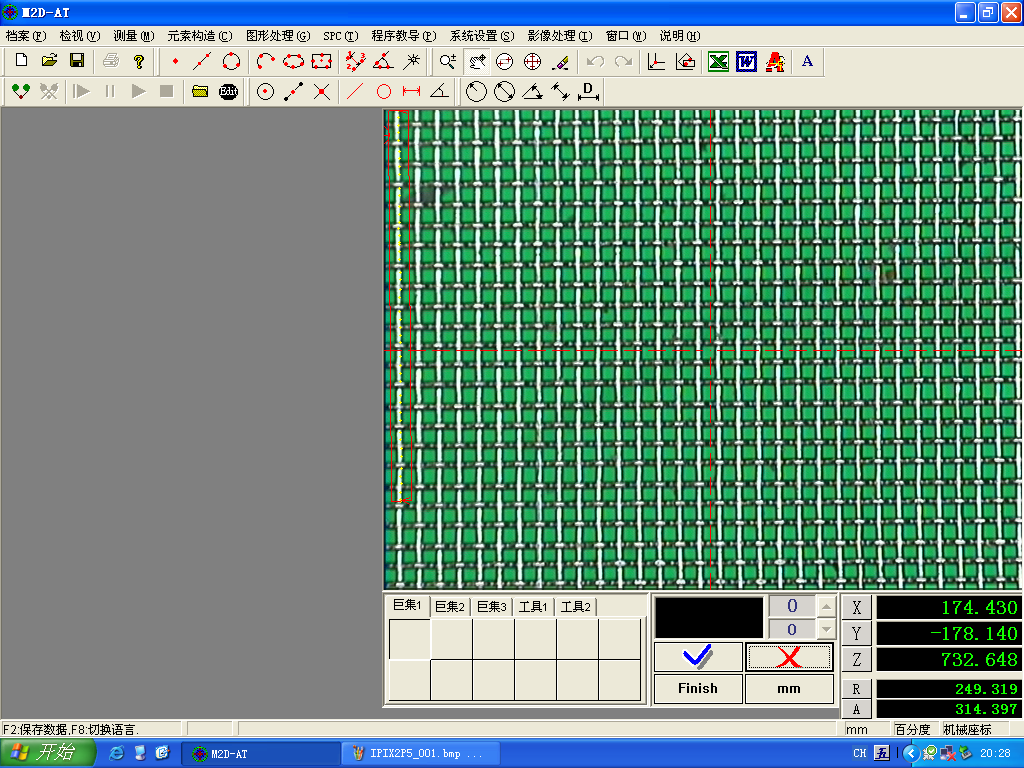 M2D-AT
档案(F) 检视(V) 测量(M) 元素构造(C) 图形处理(G) SPC(T) 程序教导(P) 系统设置(S) 影像处理(I) 窗口(W) 说明(H)
A
Edit
D
巨集1 巨集2 巨集3 工具1 工具2
0
0
Finish mm
X 174.430
Y -178.140
Z 732.648
R 249.319
A 314.397
F2:保存数据,F8:切换语言. mm 百分度 机械座标
开始 M2D-AT IPIX2P5_001.bmp ... CH 五 20:28